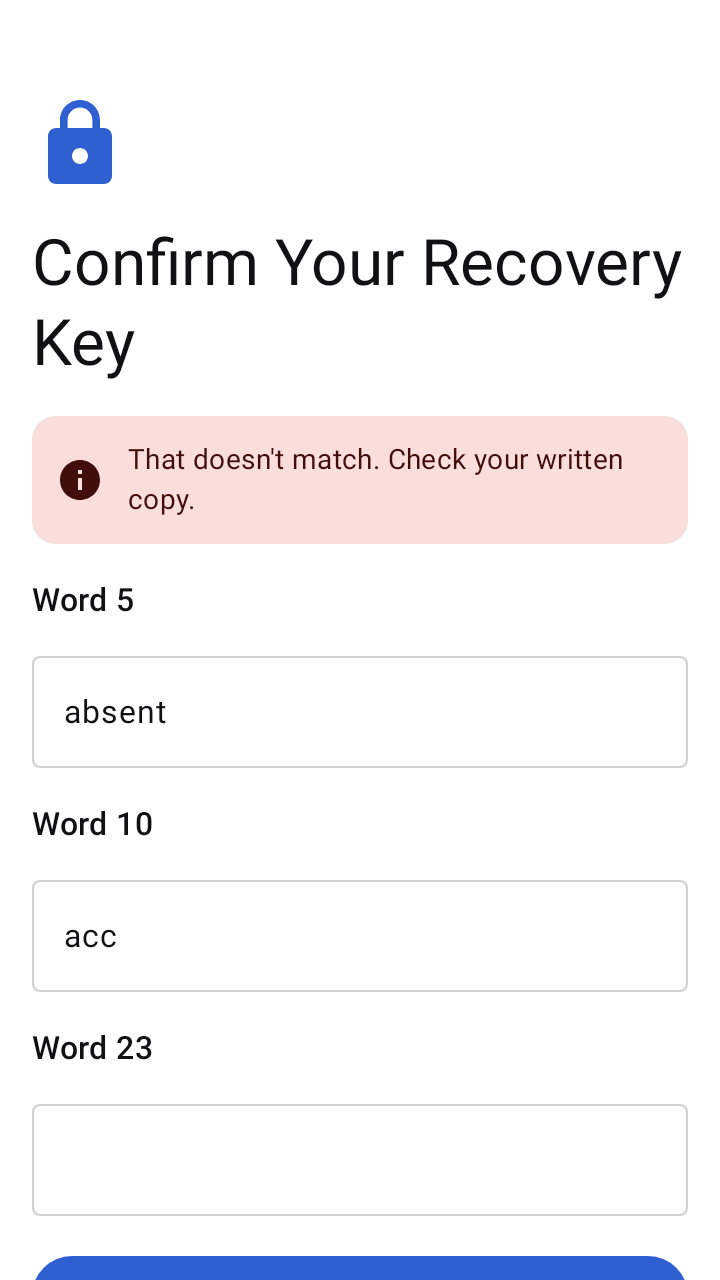 Confirm Your Recovery
Key
That doesn't match. Check your written
copy.
Word 5
absent
Word 10
acc
Word 23